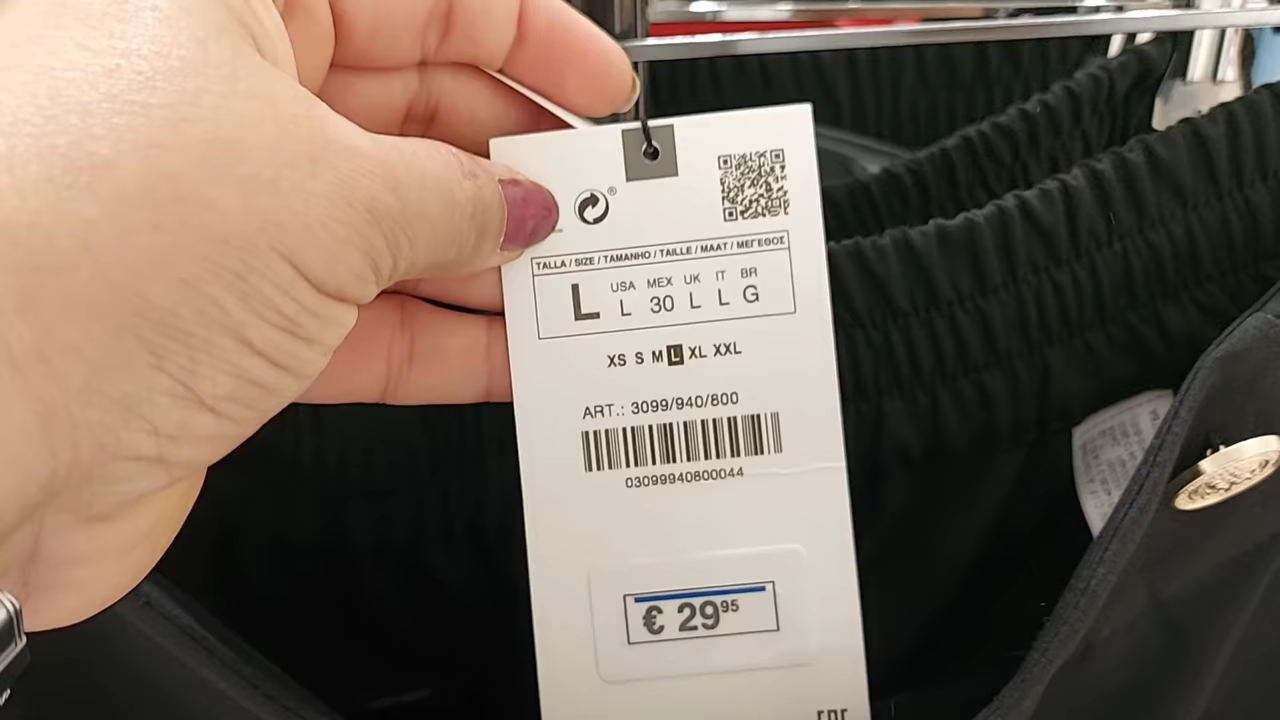 ®
TALLA / SIZE / TAMANHO / TAILLE / MAAT / ΜΕΓΕΘΟΣ
USA MEX UK IT BR
L L 30 L L G
XS S M L XL XXL
ART.: 3099/940/800
03099940800044
€ 29 95